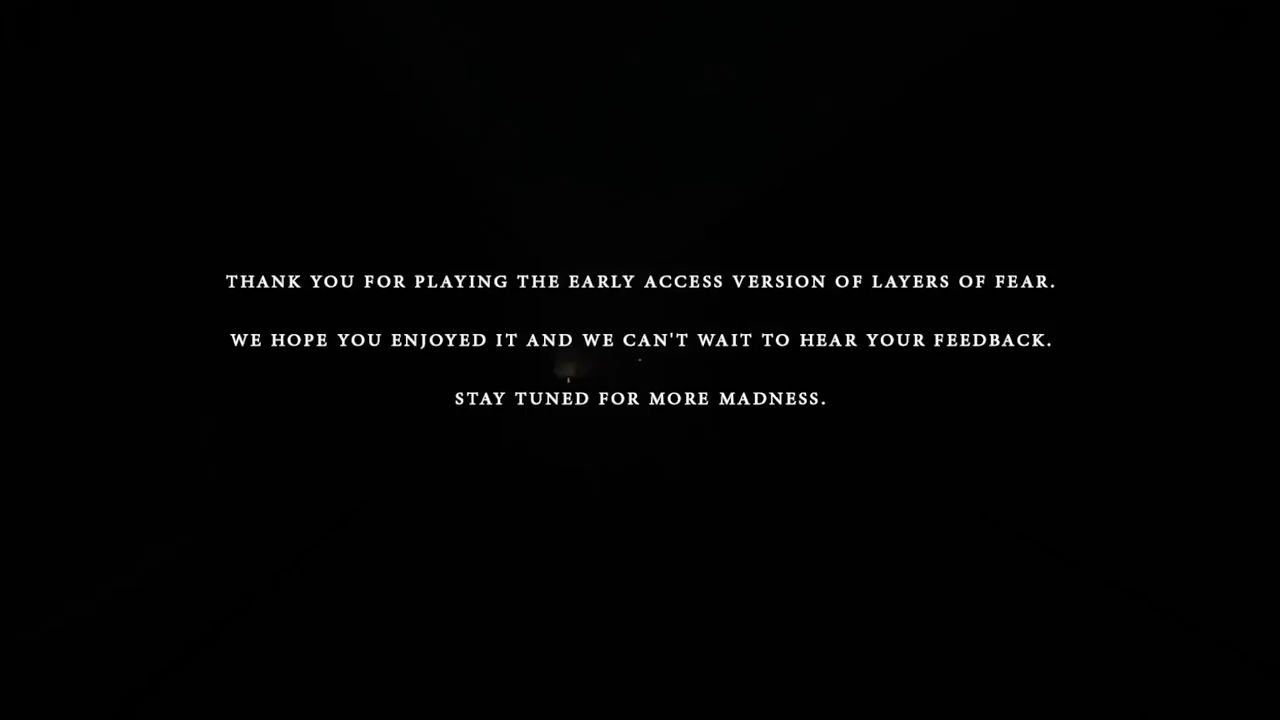 THANK YOU FOR PLAYING THE EARLY ACCESS VERSION OF LAYERS OF FEAR.
WE HOPE YOU ENJOYED IT AND WE CAN'T WAIT TO HEAR YOUR FEEDBACK.
STAY TUNED FOR MORE MADNESS.